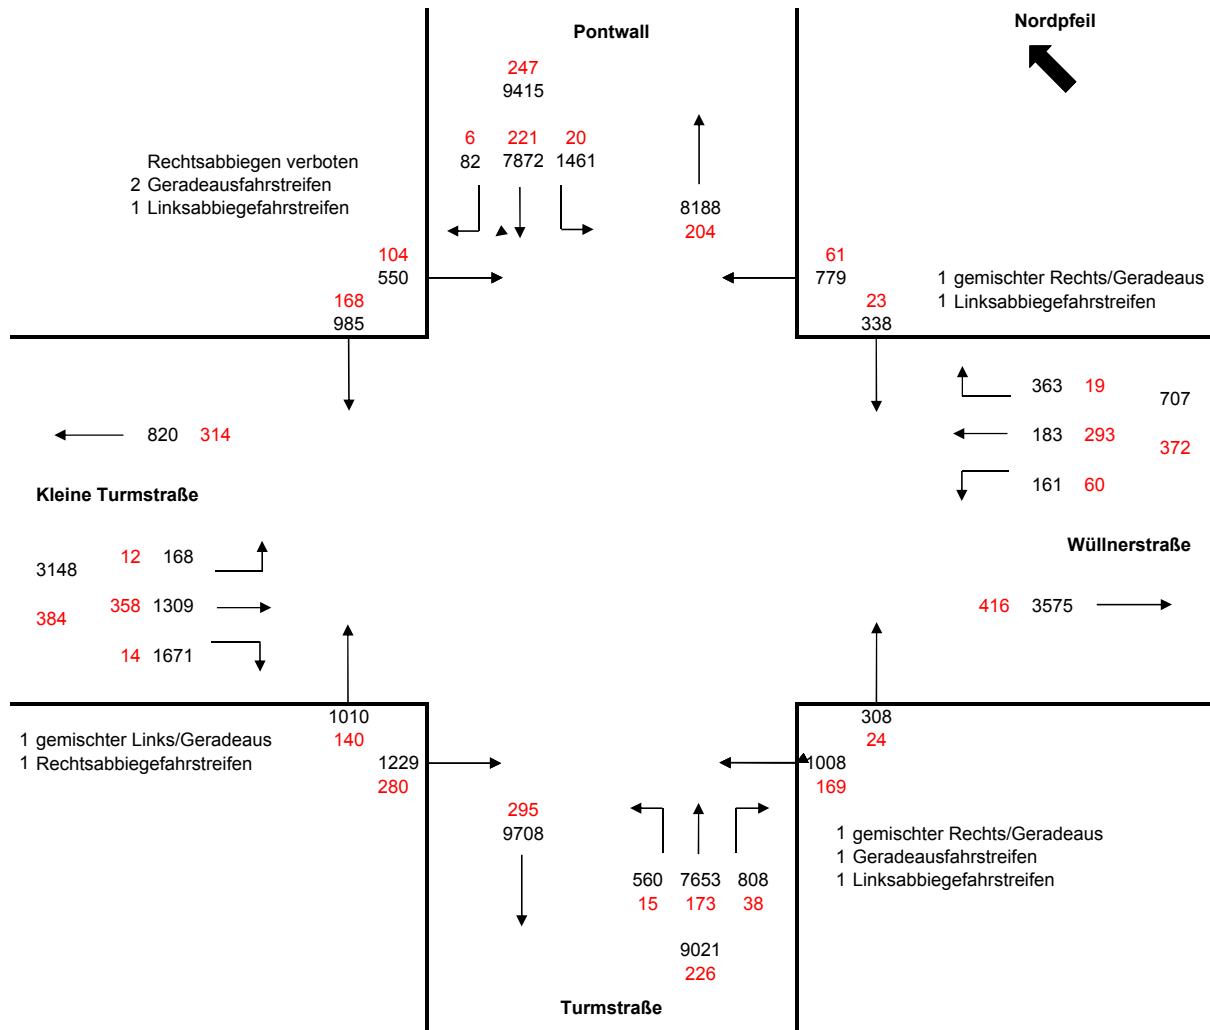 Pontwall
Nordpfeil
247
9415
6 221 20
82 7872 1461
Rechtsabbiegen verboten
2 Geradeausfahrstreifen
1 Linksabbiegefahrstreifen
8188
204
104
550
168
985
61
779
23
338
1 gemischter Rechts/Geradeaus
1 Linksabbiegefahrstreifen
363 19
707
820 314
183 293
372
161 60
Kleine Turmstraße
Wüllnerstraße
12 168
3148
358 1309
384
14 1671
416 3575
1010
140
1229
280
308
24
1008
169
1 gemischter Links/Geradeaus
1 Rechtsabbiegefahrstreifen
295
9708
1 gemischter Rechts/Geradeaus
1 Geradeausfahrstreifen
1 Linksabbiegefahrstreifen
560 7653 808
15 173 38
9021
226
Turmstraße